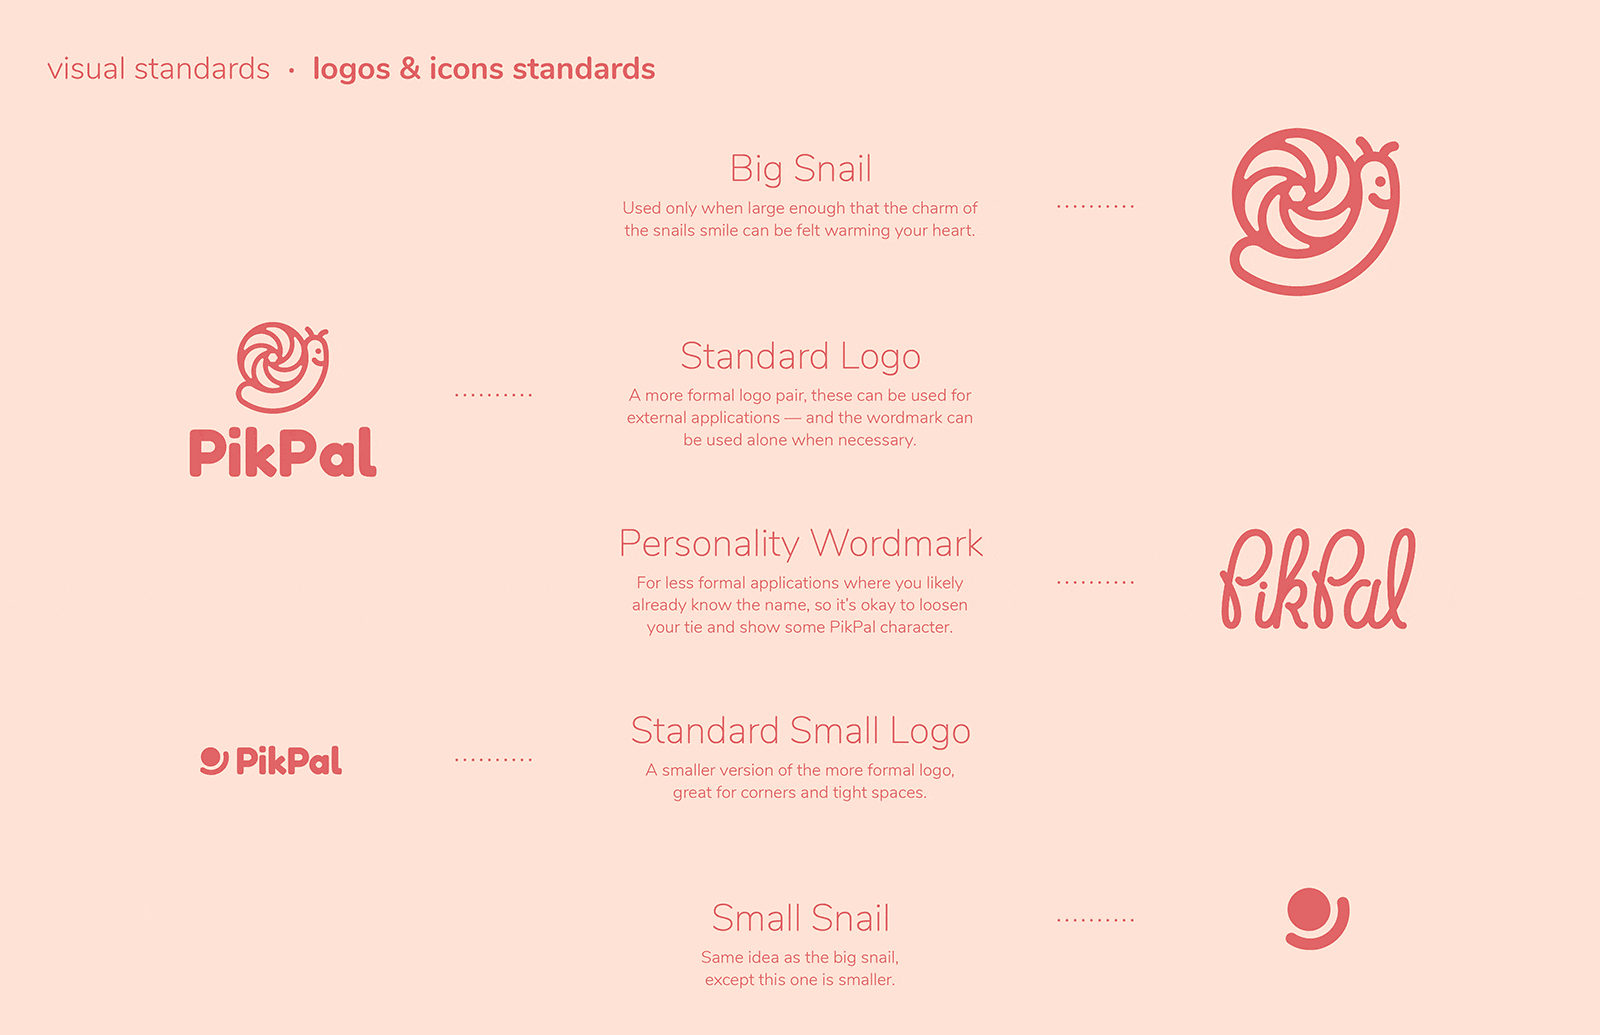 visual standards · logos & icons standards
Big Snail
Used only when large enough that the charm of
the snails smile can be felt warming your heart.
PikPal
Standard Logo
A more formal logo pair, these can be used for
external applications — and the wordmark can
be used alone when necessary.
Personality Wordmark
For less formal applications where you likely
already know the name, so it's okay to loosen
your tie and show some PikPal character.
PikPal
PikPal
Standard Small Logo
A smaller version of the more formal logo,
great for corners and tight spaces.
Small Snail
Same idea as the big snail,
except this one is smaller.